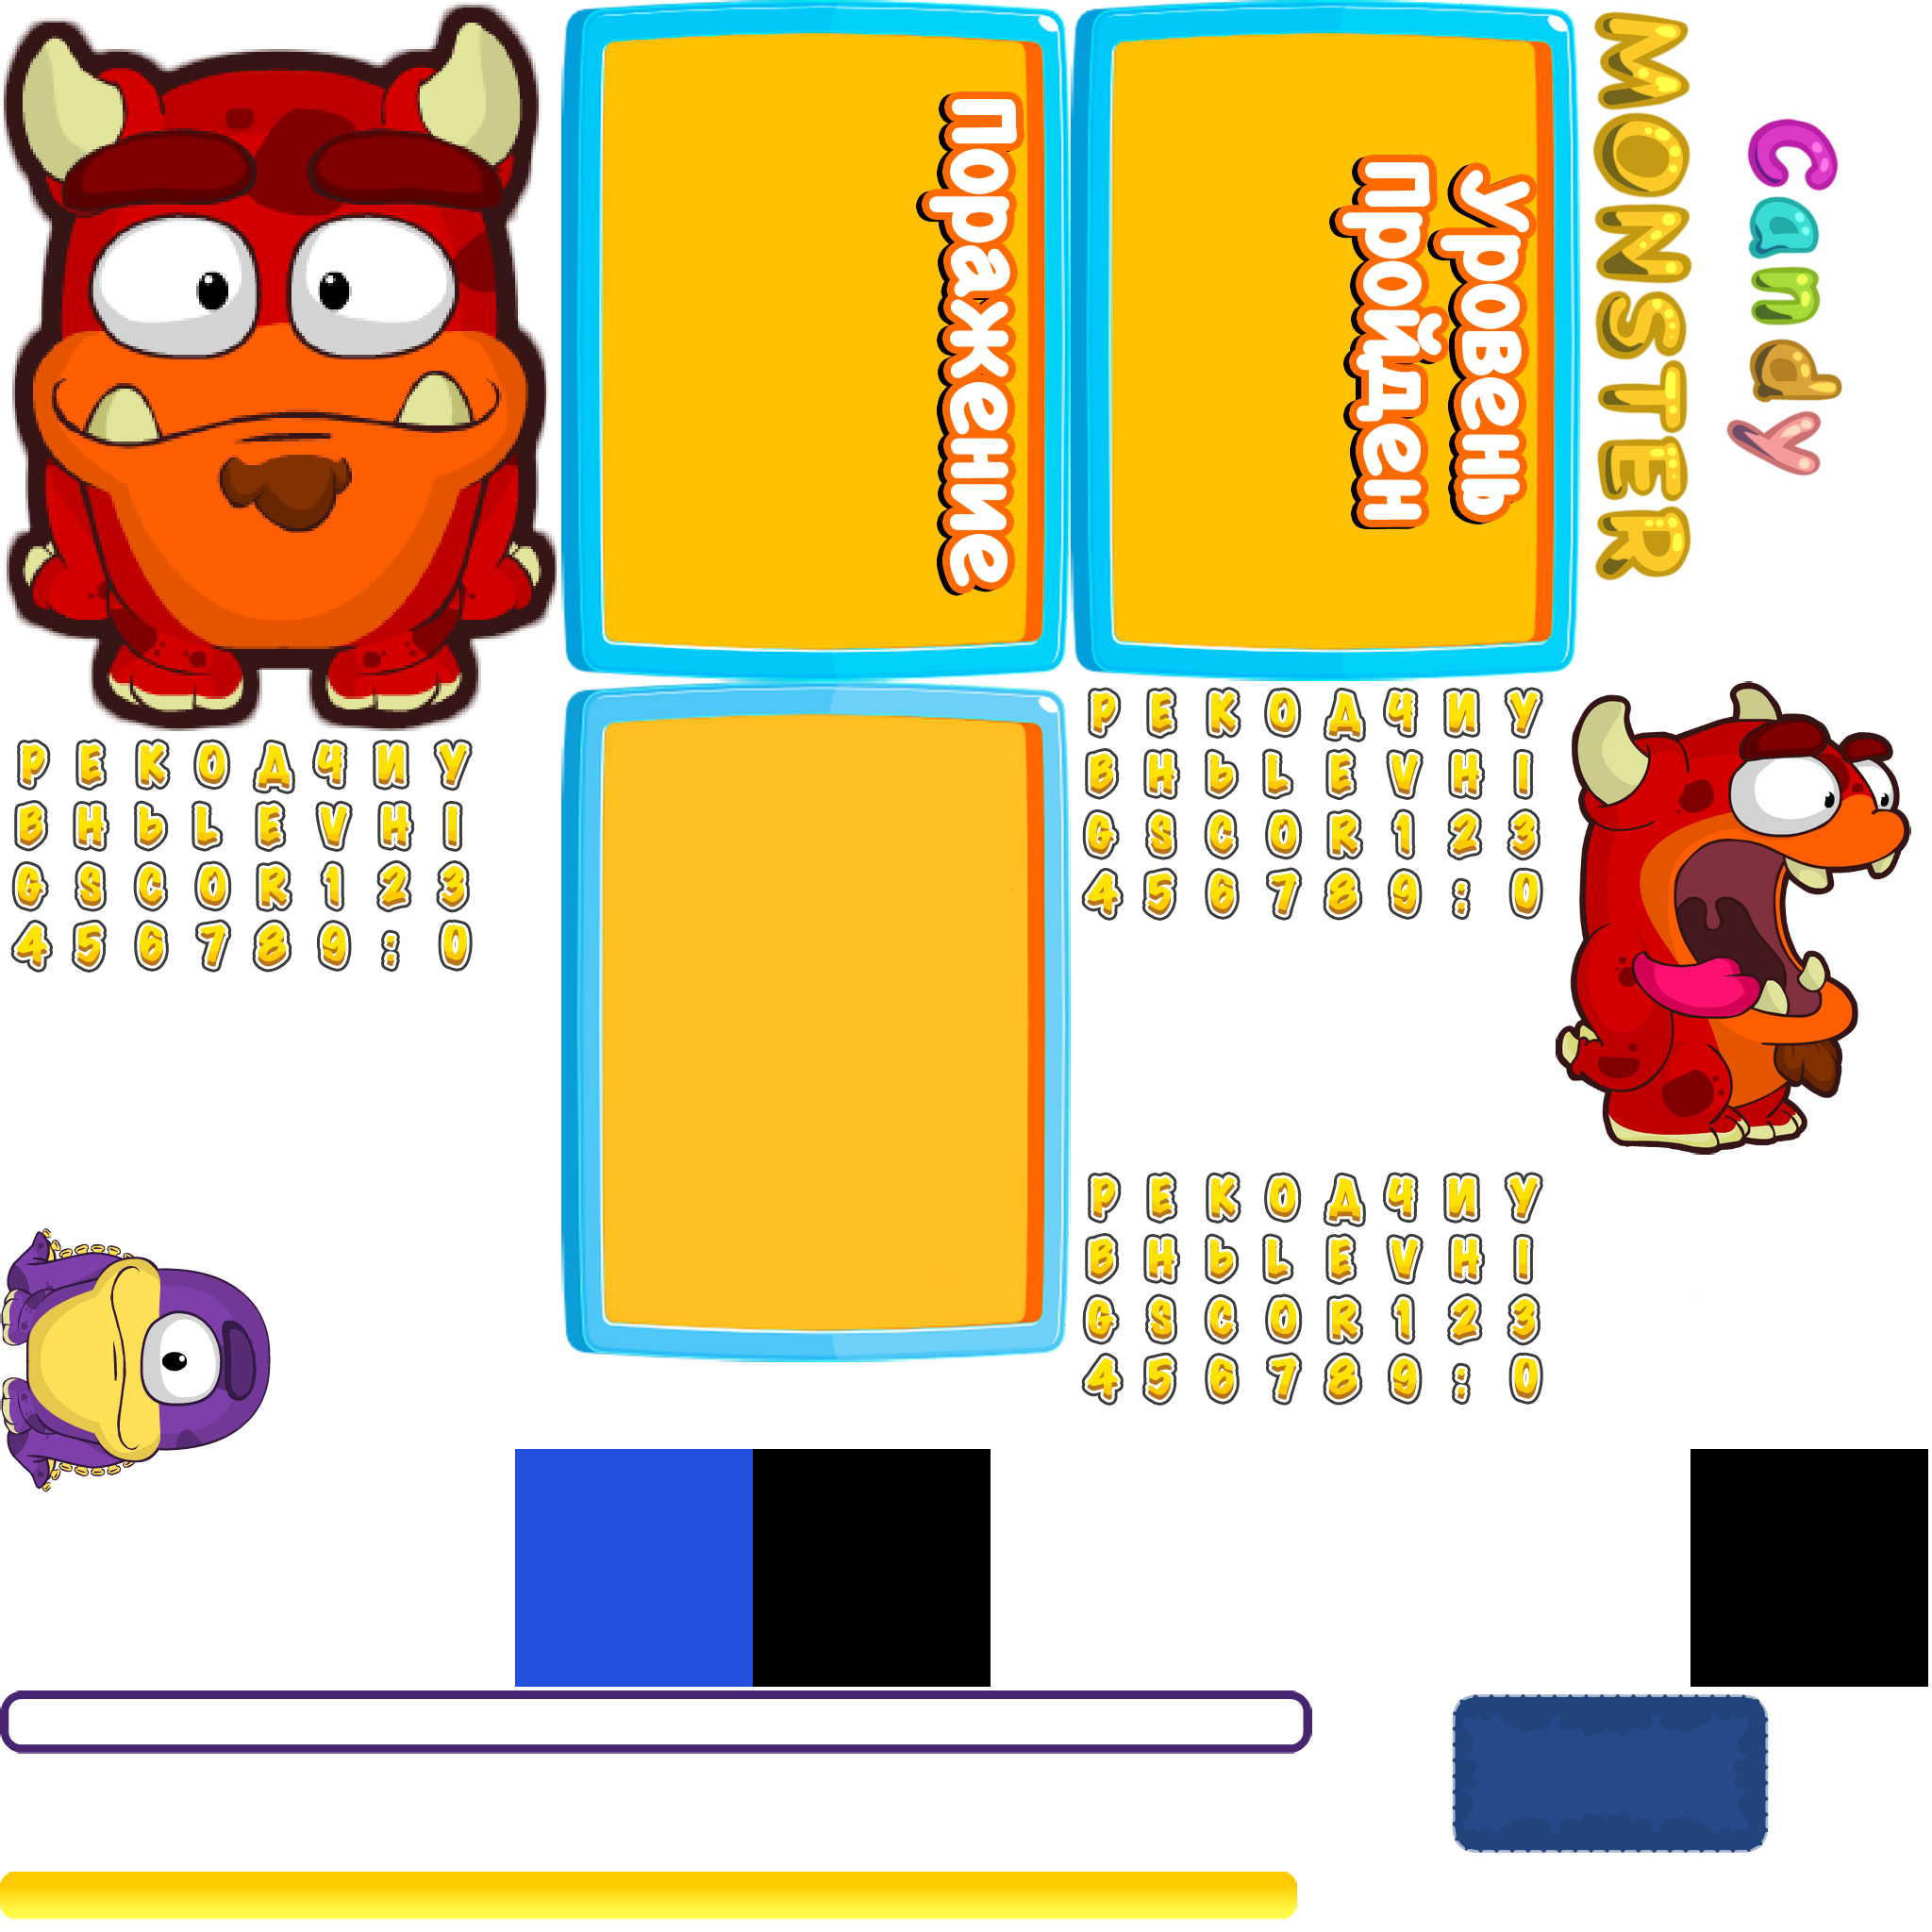 поражение
Уровень
пройден
Candy
MONSTER
Р Е К О Д Ч И У
В Н Ь L E V H I
G S C O R 1 2 3
4 5 6 7 8 9 : 0
Р Е К О Д Ч И У
В Н Ь L E V H I
G S C O R 1 2 3
4 5 6 7 8 9 : 0
Р Е К О Д Ч И У
В Н Ь L E V H I
G S C O R 1 2 3
4 5 6 7 8 9 : 0